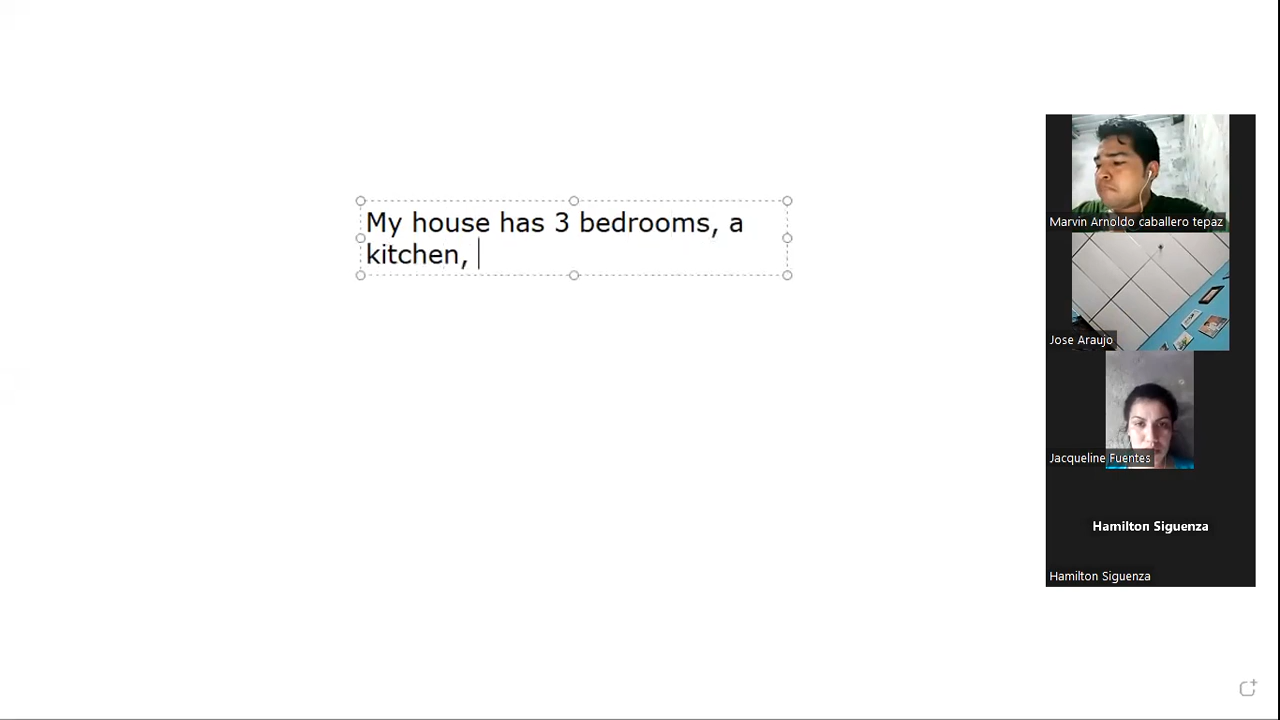 My house has 3 bedrooms, a
kitchen,
Marvin Arnoldo caballero tepaz
Jose Araujo
Jacqueline Fuentes
Hamilton Siguenza
Hamilton Siguenza